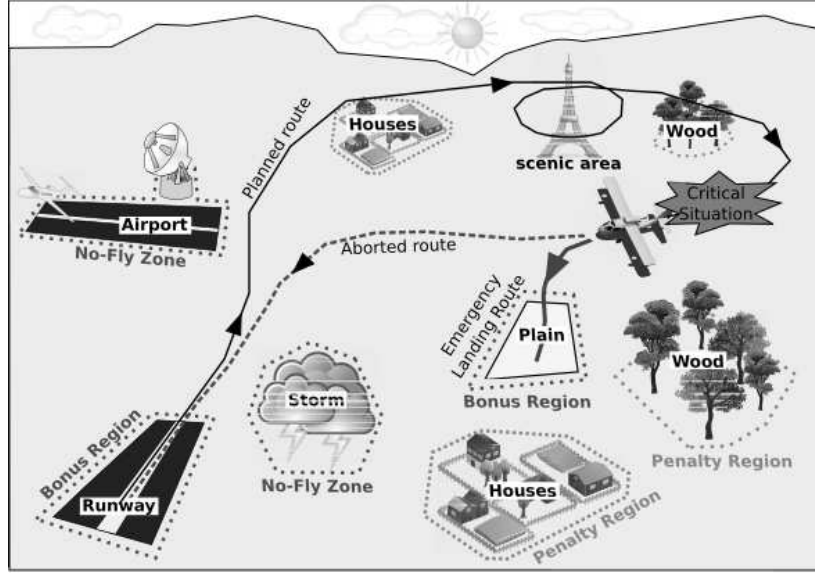 Planned route
Houses
scenic area
Wood
Critical
Situation
Airport
No-Fly Zone
Aborted route
Emergency
Landing Route
Plain
Bonus Region
Wood
Penalty Region
Storm
No-Fly Zone
Bonus Region
Runway
Houses
Penalty Region